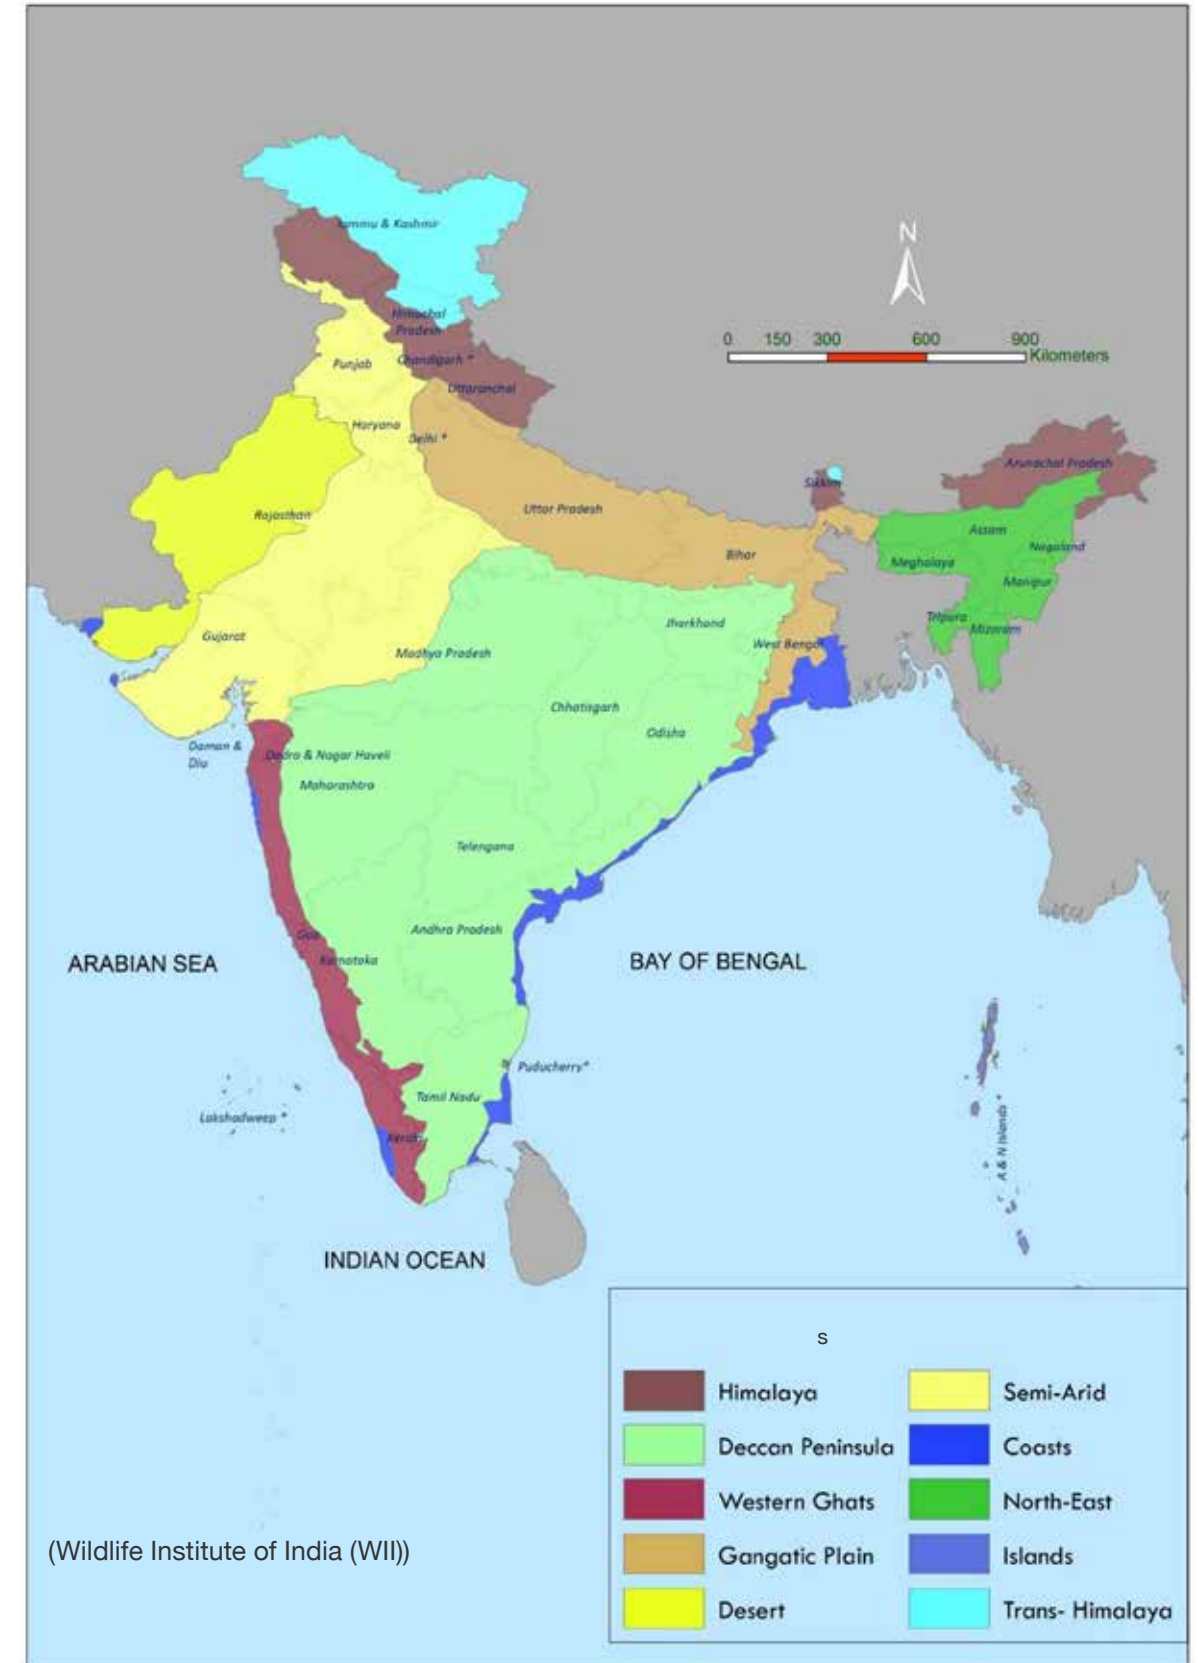 Jammu & Kashmir
N
Himachal
Pradesh
0 150 300 600 900
Kilometers
Punjab
Chandigarh *
Uttaranchal
Haryana
Delhi *
Arunachal Pradesh
Sikkim
Rajasthan
Uttor Pradesh
Assam
Bihar
Nagaland
Meghalaya
Manipur
Jharkhand
Tripura
Mizoram
Gujarat
Madhya Pradesh
West Bengal
Chhatisgarh
Odisha
Daman &
Diu
Dadra & Nagar Haveli
Maharashtra
Telengana
Andhra Pradesh
Goa
Karnataka
ARABIAN SEA
BAY OF BENGAL
Puducherry*
Tamil Nadu
Lakshadweep *
Kerala
A & N Islands *
INDIAN OCEAN
s
Himalaya
Semi-Arid
Deccan Peninsula
Coasts
Western Ghats
North-East
Gangatic Plain
Islands
Desert
Trans- Himalaya
(Wildlife Institute of India (WII))